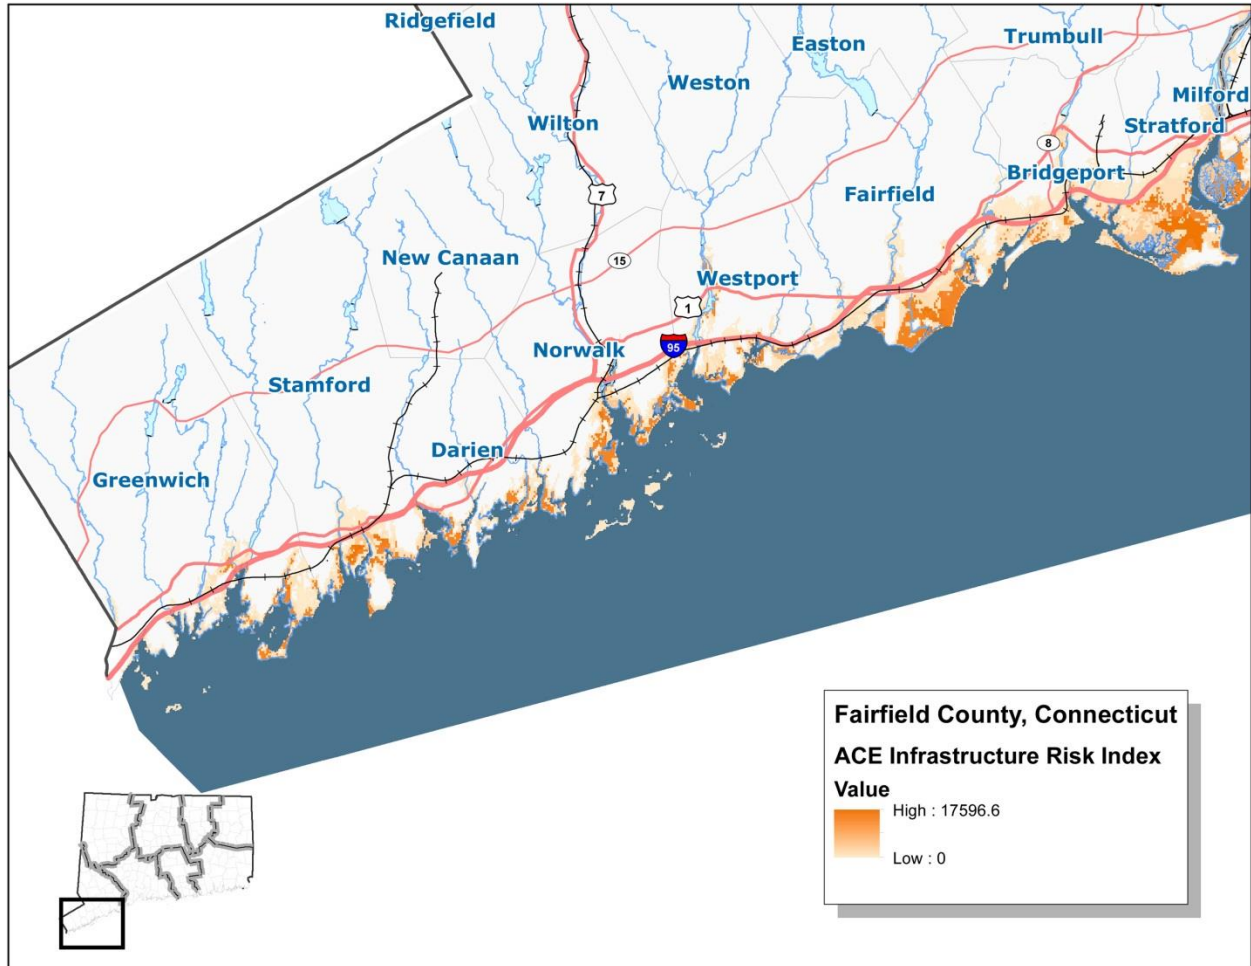 Ridgefield
Trumbull
Easton
Weston
Milford
Wilton
Stratford
8
Bridgeport
7
Fairfield
New Canaan
15
Westport
1
95
Norwalk
Stamford
Darien
Greenwich
Fairfield County, Connecticut
ACE Infrastructure Risk Index
Value
High : 17596.6
Low : 0